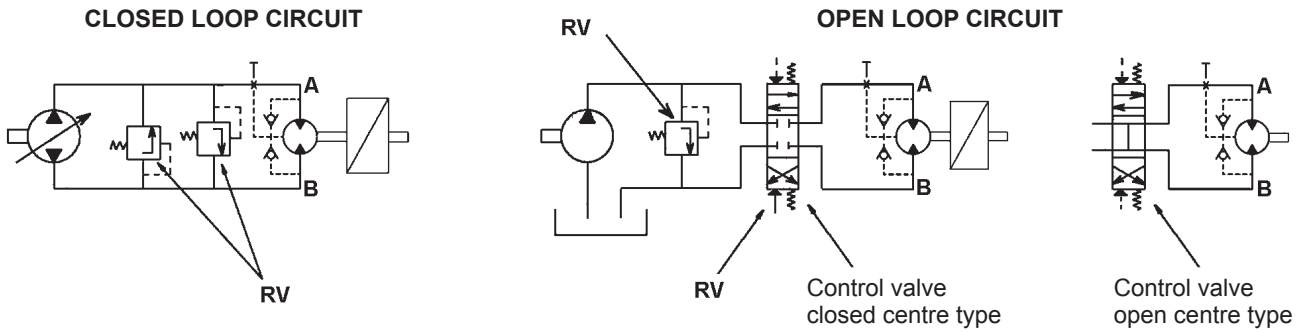 CLOSED LOOP CIRCUIT
OPEN LOOP CIRCUIT
RV
A
B
RV
A
B
RV
Control valve
closed centre type
A
B
Control valve
open centre type